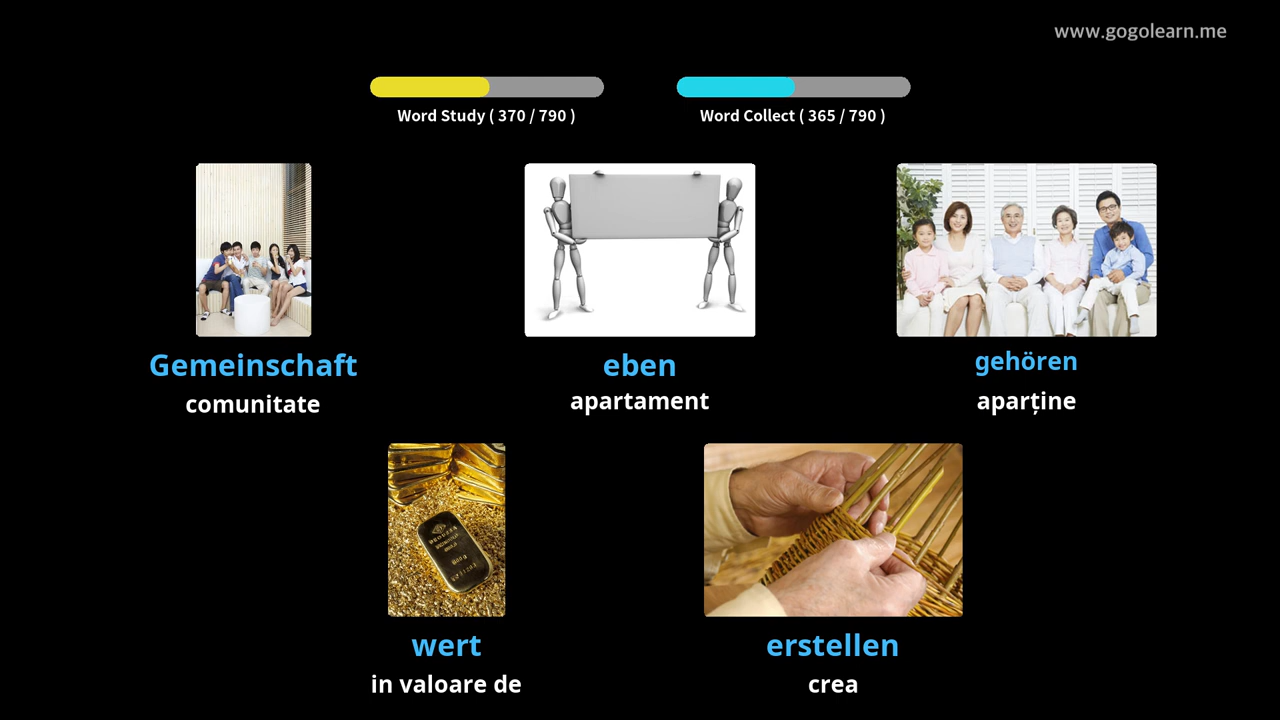 www.gogolearn.me
Word Study ( 370 / 790 )
Word Collect ( 365 / 790 )
Gemeinschaft
comunitate
eben
apartament
gehören
aparține
wert
in valoare de
erstellen
crea